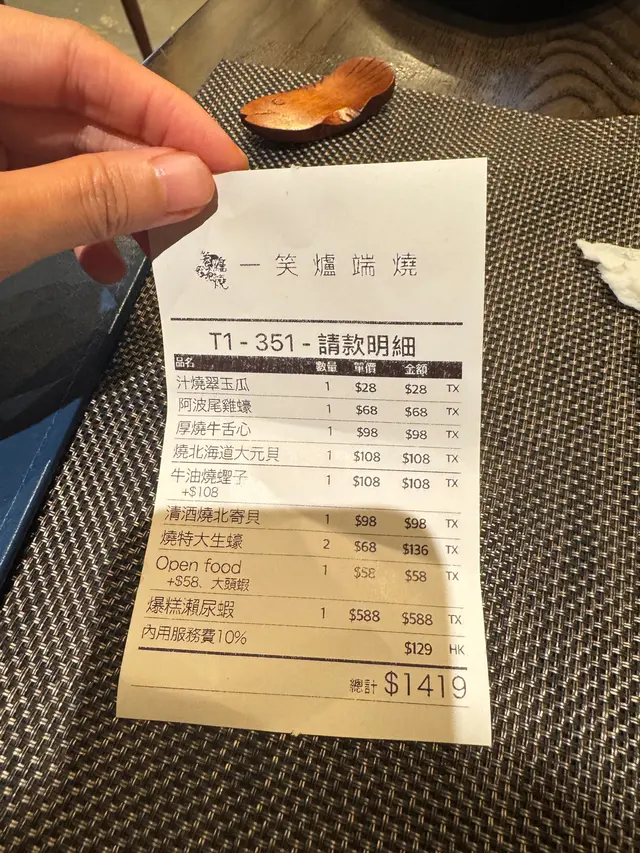 一笑爐端燒
T1 - 351 - 請款明細
品名 數量 單價 金額
汁燒翠玉瓜 1 $28 $28 TX
阿波尾雞蠔 1 $68 $68 TX
厚燒牛舌心 1 $98 $98 TX
燒北海道大元貝 1 $108 $108 TX
牛油燒蟶子 1 $108 $108 TX
+$108
清酒燒北寄貝 1 $98 $98 TX
燒特大生蠔 2 $68 $136 TX
Open food 1 $58 $58 TX
+$58、大頭蝦
爆糕瀨尿蝦 1 $588 $588 TX
內用服務費10% $129 HK
總計 $1419